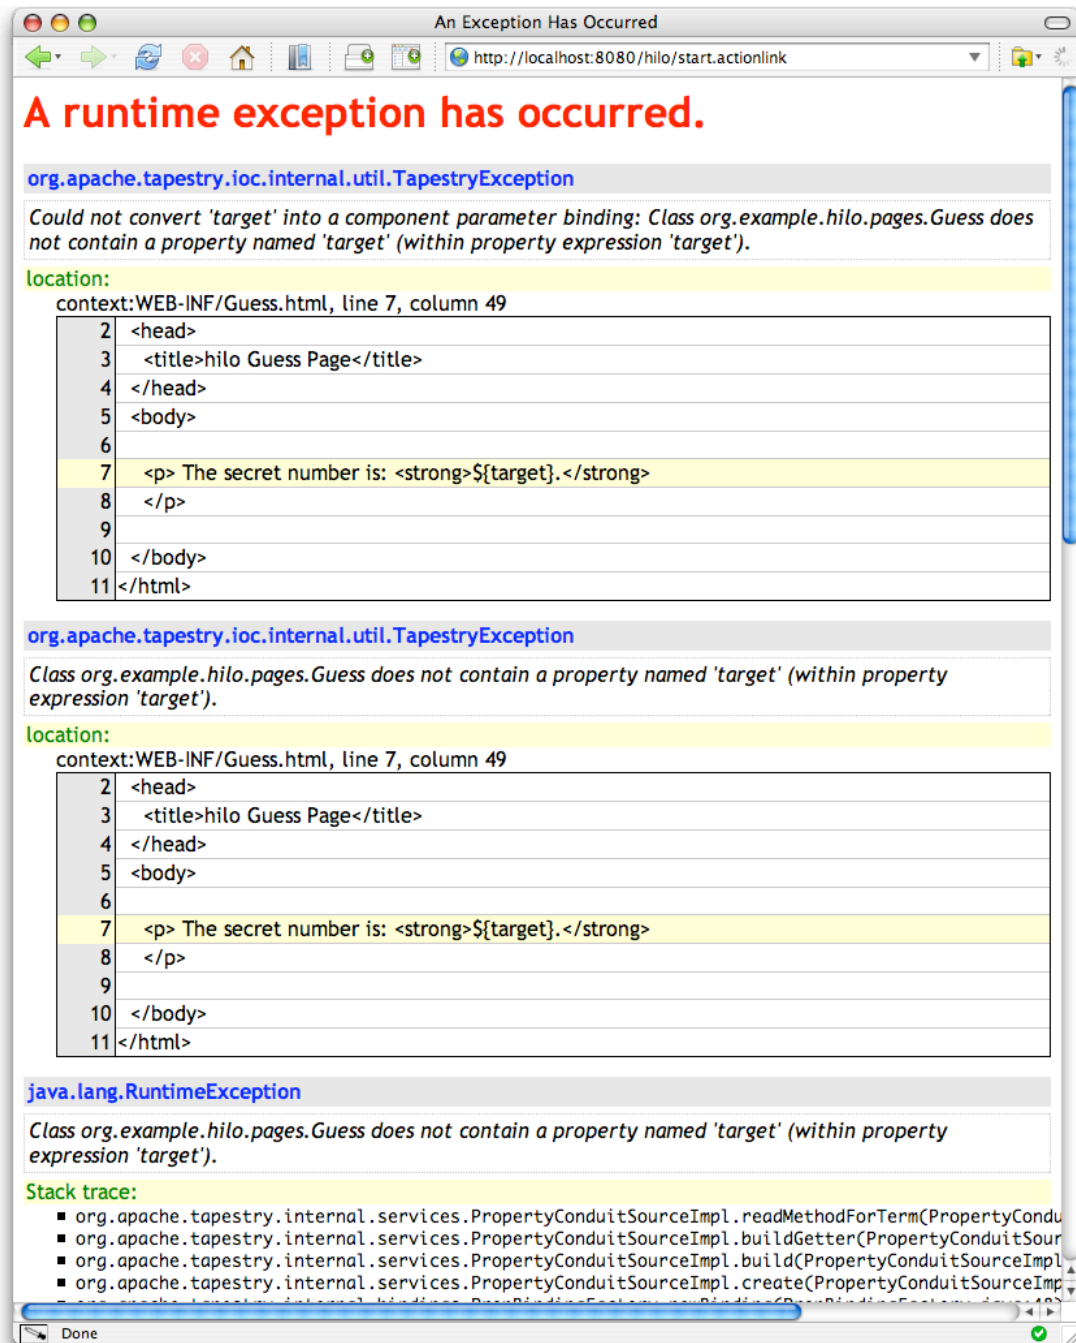 An Exception Has Occurred
http://localhost:8080/hilo/start.actionlink
A runtime exception has occurred.
org.apache.tapestry.ioc.internal.util.TapestryException
Could not convert 'target' into a component parameter binding: Class org.example.hilo.pages.Guess does
not contain a property named 'target' (within property expression 'target').
location:
context:WEB-INF/Guess.html, line 7, column 49
2 <head>
3 <title>hilo Guess Page</title>
4 </head>
5 <body>
6
7 <p> The secret number is: <strong>${target}.</strong>
8 </p>
9
10 </body>
11 </html>
org.apache.tapestry.ioc.internal.util.TapestryException
Class org.example.hilo.pages.Guess does not contain a property named 'target' (within property
expression 'target').
location:
context:WEB-INF/Guess.html, line 7, column 49
2 <head>
3 <title>hilo Guess Page</title>
4 </head>
5 <body>
6
7 <p> The secret number is: <strong>${target}.</strong>
8 </p>
9
10 </body>
11 </html>
java.lang.RuntimeException
Class org.example.hilo.pages.Guess does not contain a property named 'target' (within property
expression 'target').
Stack trace:
org.apache.tapestry.internal.services.PropertyConduitSourceImpl.readMethodForTerm(PropertyCondu
org.apache.tapestry.internal.services.PropertyConduitSourceImpl.buildGetter(PropertyConduitSour
org.apache.tapestry.internal.services.PropertyConduitSourceImpl.build(PropertyConduitSourceImpl
org.apache.tapestry.internal.services.PropertyConduitSourceImpl.create(PropertyConduitSourceImp
Done